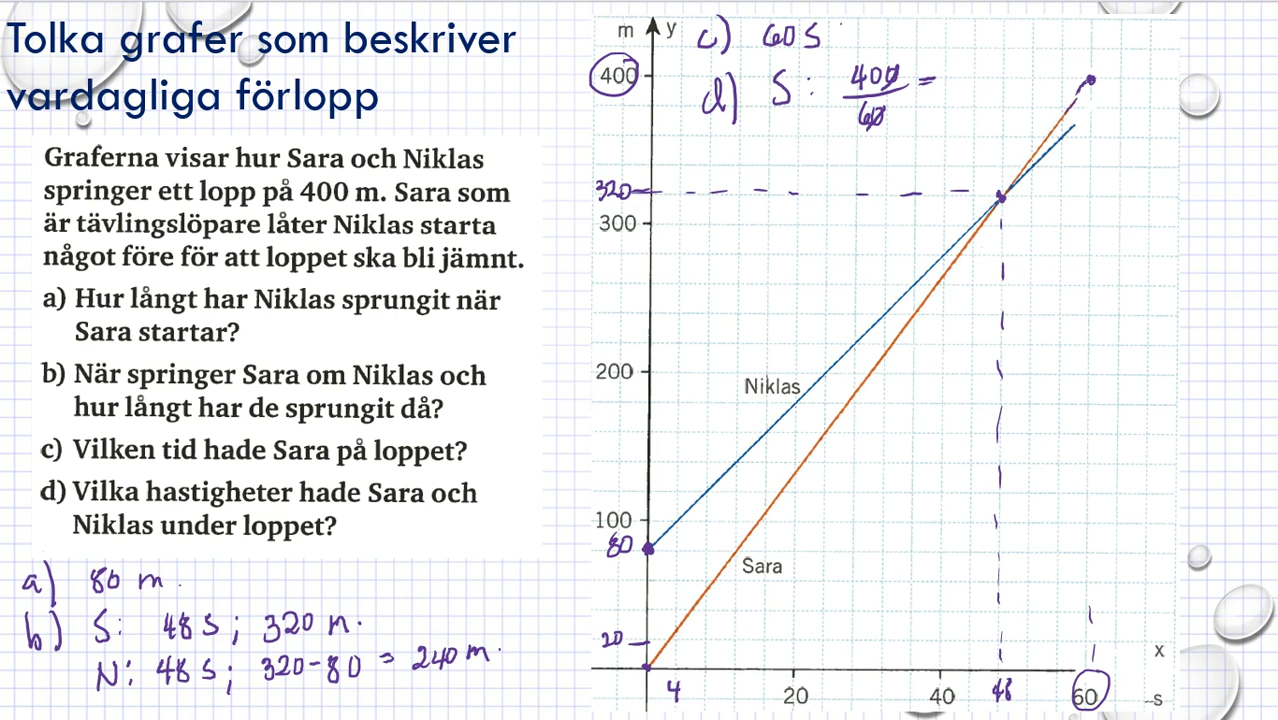 Tolka grafer som beskriver
vardagliga förlopp
Graferna visar hur Sara och Niklas
springer ett lopp på 400 m. Sara som
är tävlingslöpare låter Niklas starta
något före för att loppet ska bli jämnt.
a) Hur långt har Niklas sprungit när
Sara startar?
b) När springer Sara om Niklas och
hur långt har de sprungit då?
c) Vilken tid hade Sara på loppet?
d) Vilka hastigheter hade Sara och
Niklas under loppet?
a) 80 m.
b) S: 48 s; 320 m.
N: 48 s; 320-80 = 240 m.
m y
c) 60 s
400
d) S: 400/60 =
320
300
200
Niklas
100
80
Sara
20
x
4 20 40 48 60 s